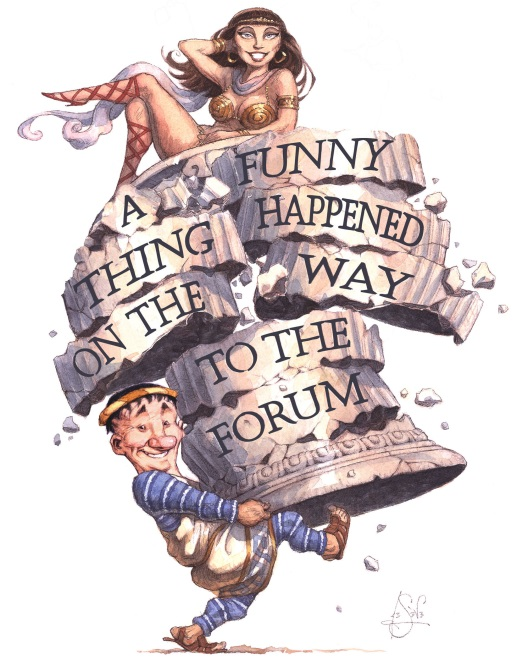 A FUNNY
THING HAPPENED
ON THE WAY
TO THE
FORUM